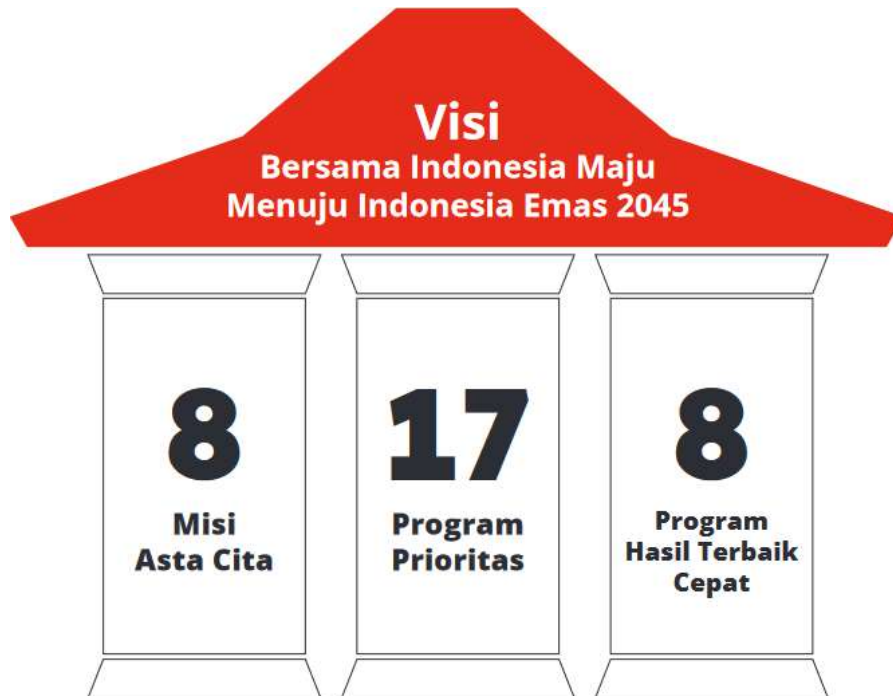 Visi
Bersama Indonesia Maju
Menuju Indonesia Emas 2045
8
Misi
Asta Cita
17
Program
Prioritas
8
Program
Hasil Terbaik
Cepat